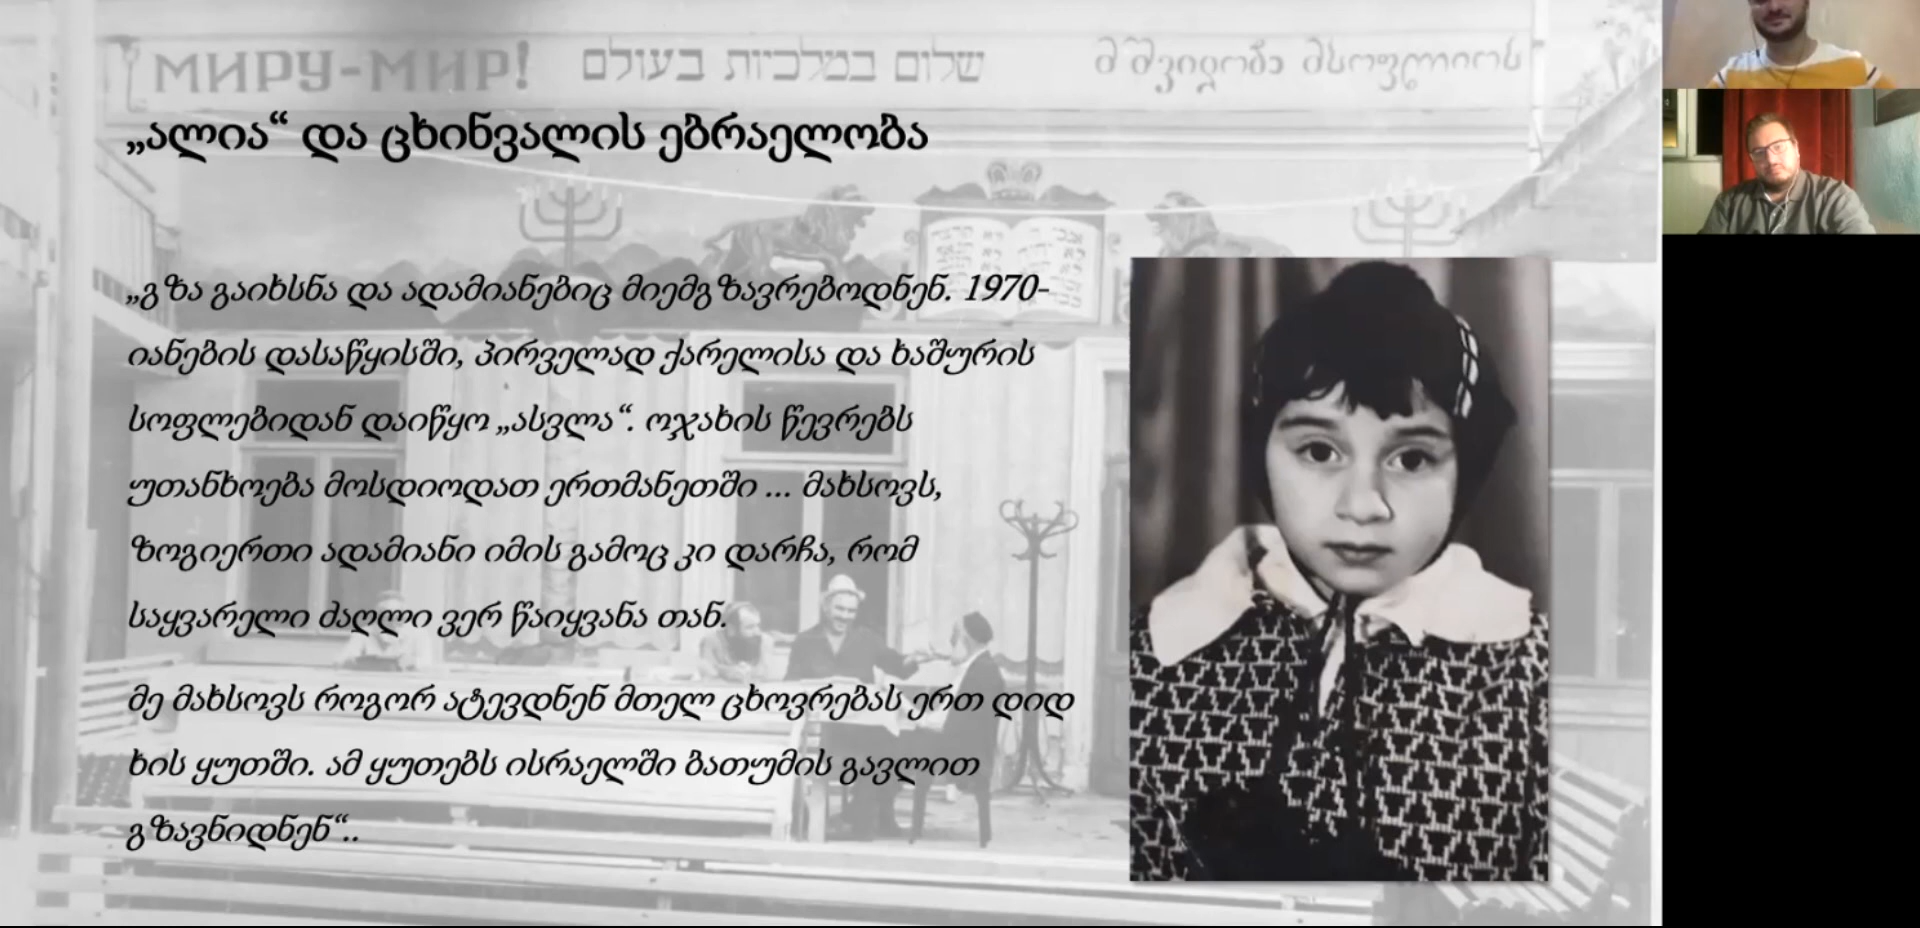 МИРУ-МИР! שלום במלכיות בעולם მშვიდობა მსოფლიოს
„ალია“ და ცხინვალის ებრაელობა
„გზა გაიხსნა და ადამიანებიც მიემგზავრებოდნენ. 1970-
იანების დასაწყისში, პირველად ქარელისა და ხაშურის
სოფლებიდან დაიწყო „ასვლა“. ოჯახის წევრებს
უთანხოება მოსდიოდათ ერთმანეთში ... მახსოვს,
ზოგიერთი ადამიანი იმის გამოც კი დარჩა, რომ
საყვარელი ძაღლი ვერ წაიყვანა თან.
მე მახსოვს როგორ ატევდნენ მთელ ცხოვრებას ერთ დიდ
ხის ყუთში. ამ ყუთებს ისრაელში ბათუმის გავლით
გზავნიდნენ“..